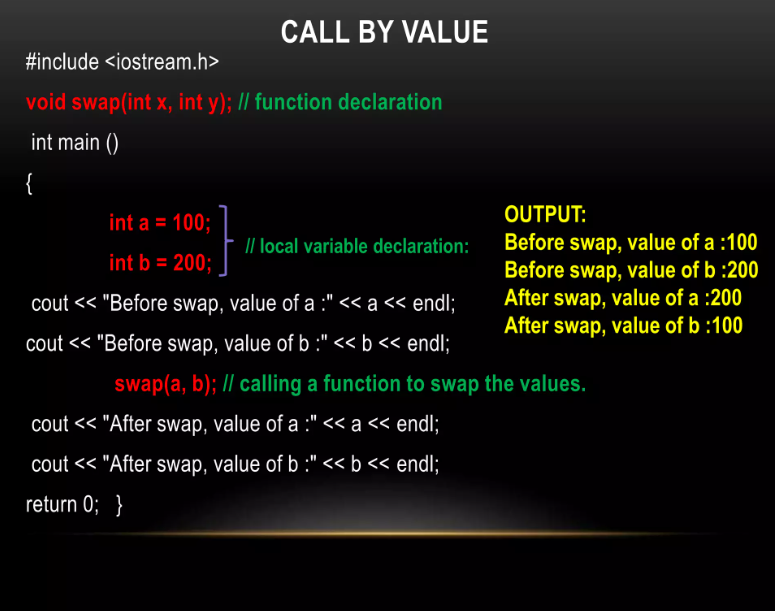 CALL BY VALUE
#include <iostream.h>
void swap(int x, int y); // function declaration
int main ()
{
int a = 100;
int b = 200;
// local variable declaration:
cout << "Before swap, value of a :" << a << endl;
cout << "Before swap, value of b :" << b << endl;
swap(a, b); // calling a function to swap the values.
cout << "After swap, value of a :" << a << endl;
cout << "After swap, value of b :" << b << endl;
return 0; }
OUTPUT:
Before swap, value of a :100
Before swap, value of b :200
After swap, value of a :200
After swap, value of b :100